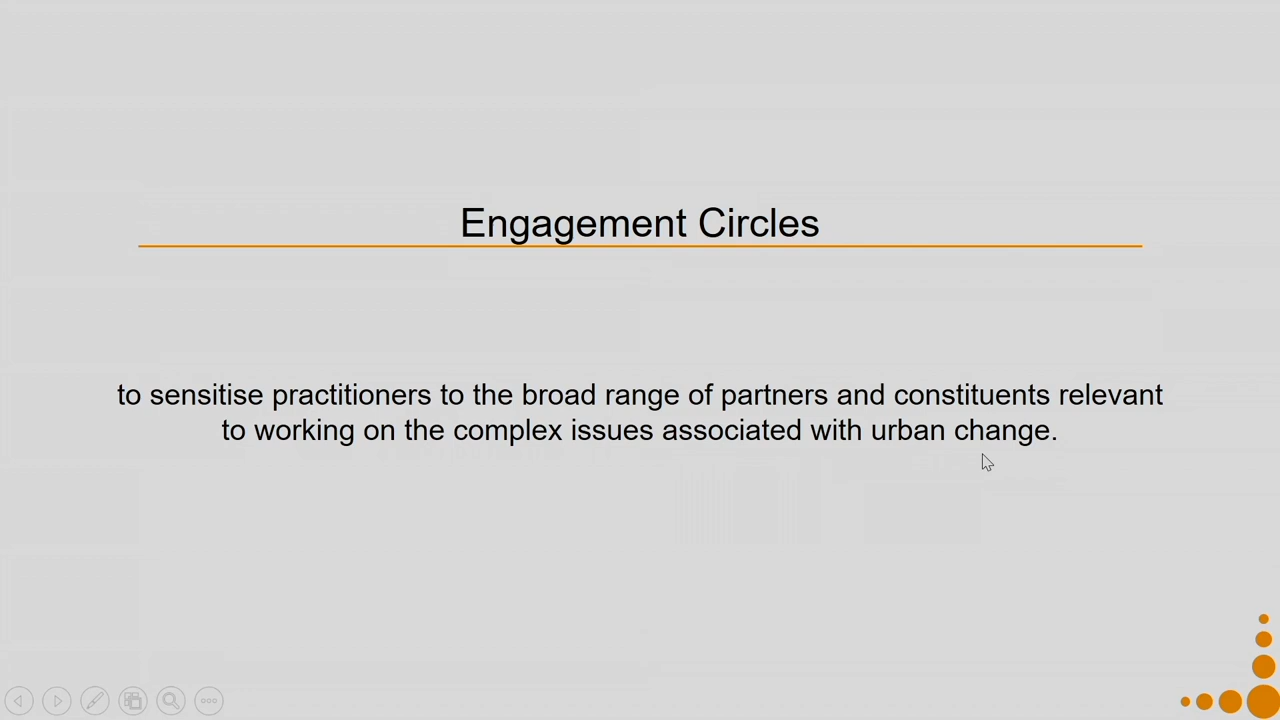 Engagement Circles
to sensitise practitioners to the broad range of partners and constituents relevant
to working on the complex issues associated with urban change.